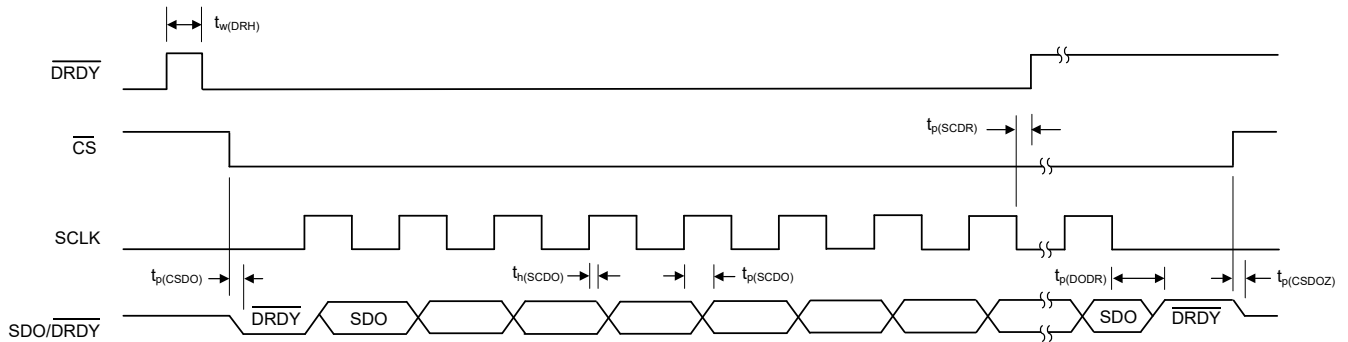 tw(DRH)
DRDY
tp(SCDR)
CS
SCLK
tp(CSDO)
th(SCDO)
tp(SCDO)
tp(DODR)
tp(CSDOZ)
DRDY
SDO
SDO
DRDY
SDO/DRDY